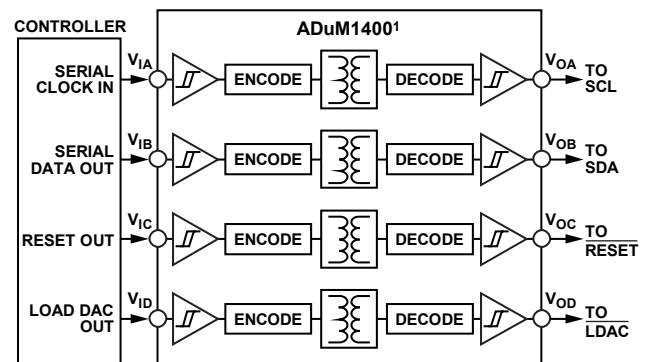 CONTROLLER
ADuM1400¹
SERIAL
CLOCK IN
V_IA
ENCODE
DECODE
V_OA
TO
SCL
SERIAL
DATA OUT
V_IB
ENCODE
DECODE
V_OB
TO
SDA
RESET OUT
V_IC
ENCODE
DECODE
V_OC
TO
RESET
LOAD DAC
OUT
V_ID
ENCODE
DECODE
V_OD
TO
LDAC